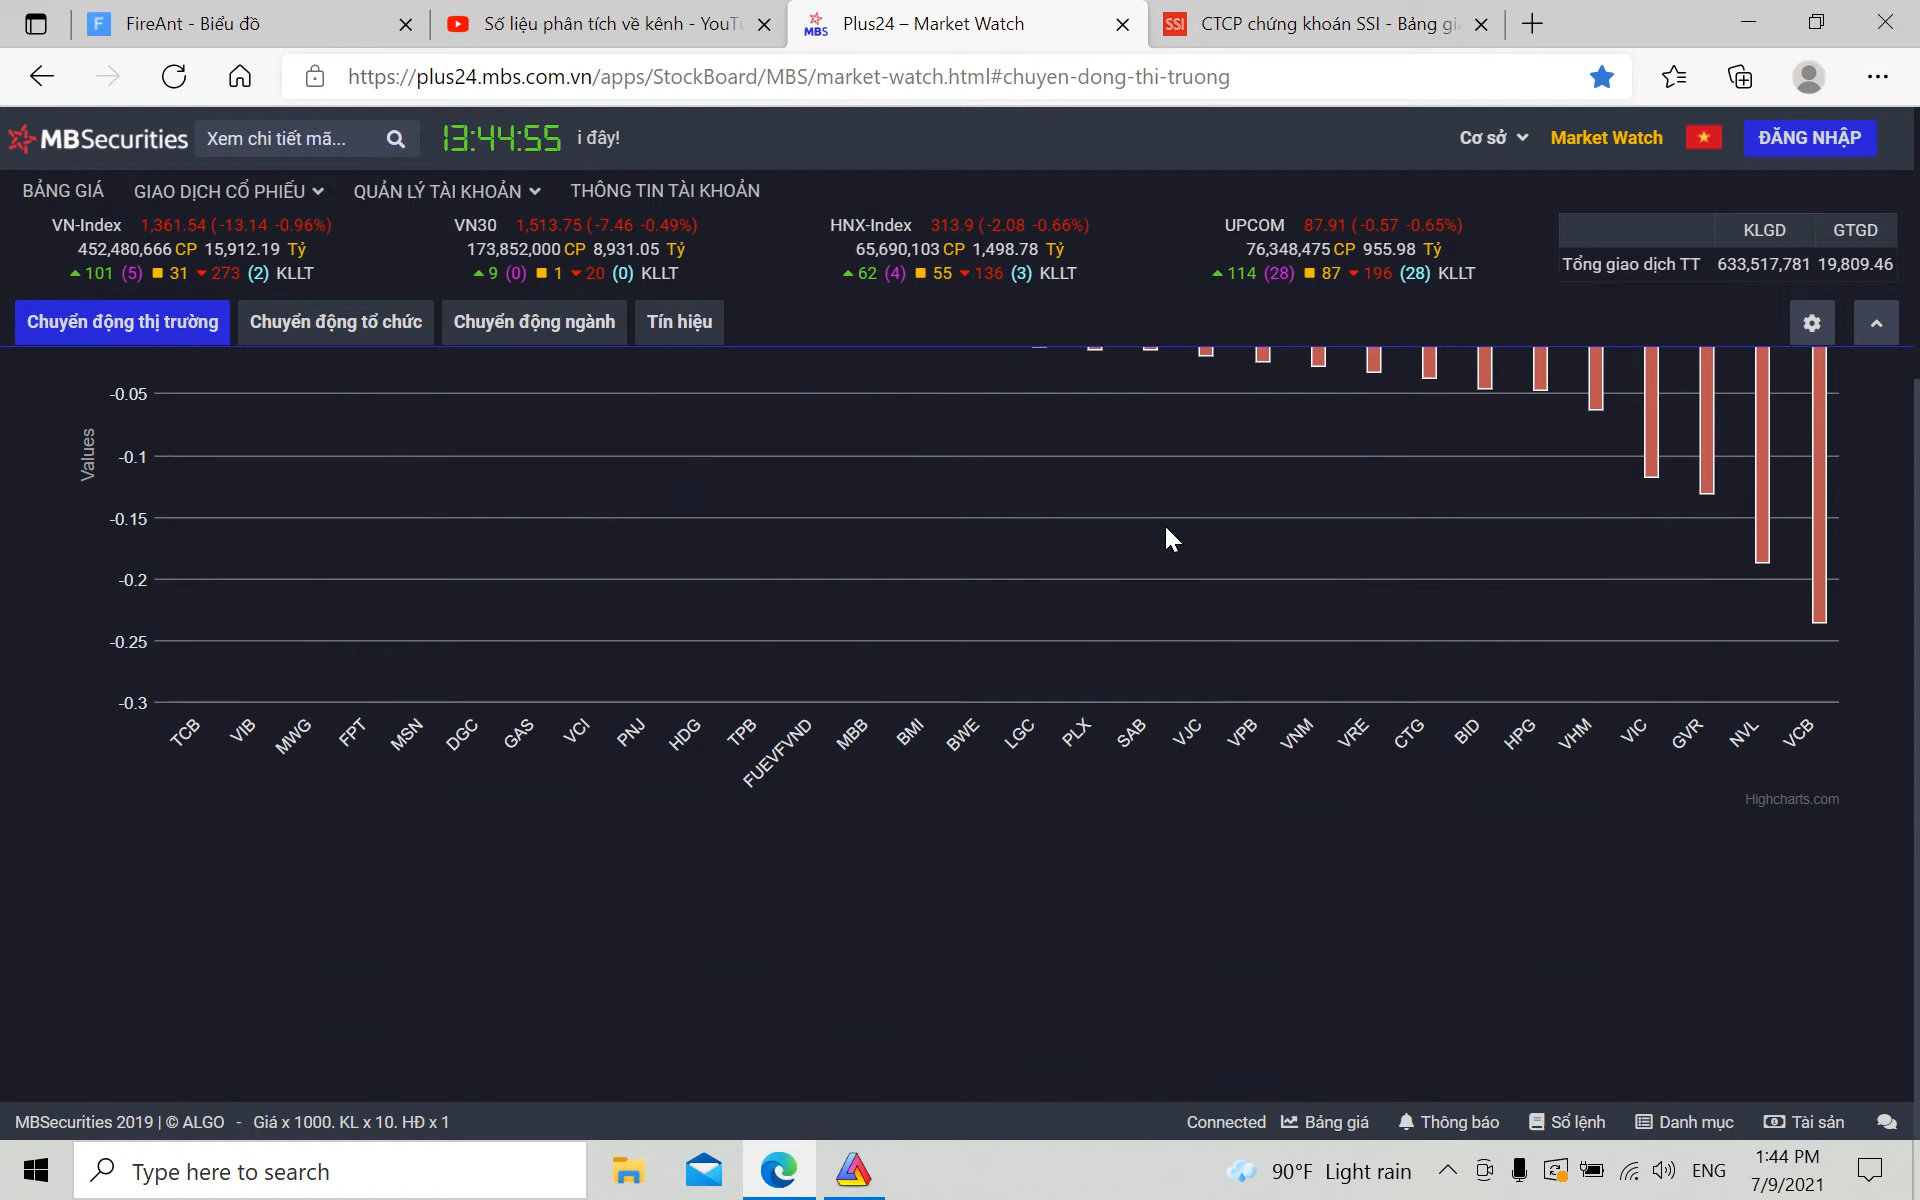 FireAnt - Biểu đồ
Số liệu phân tích về kênh - YouTu
Plus24 – Market Watch
SSI CTCP chứng khoán SSI - Bảng gi
https://plus24.mbs.com.vn/apps/StockBoard/MBS/market-watch.html#chuyen-dong-thi-truong
MBSecurities Xem chi tiết mã... 13:44:55 i đây! Cơ sở Market Watch ĐĂNG NHẬP
BẢNG GIÁ GIAO DỊCH CỔ PHIẾU QUẢN LÝ TÀI KHOẢN THÔNG TIN TÀI KHOẢN
VN-Index 1,361.54 (-13.14 -0.96%)
452,480,666 CP 15,912.19 Tỷ
101 (5) 31 273 (2) KLLT
VN30 1,513.75 (-7.46 -0.49%)
173,852,000 CP 8,931.05 Tỷ
9 (0) 1 20 (0) KLLT
HNX-Index 313.9 (-2.08 -0.66%)
65,690,103 CP 1,498.78 Tỷ
62 (4) 55 136 (3) KLLT
UPCOM 87.91 (-0.57 -0.65%)
76,348,475 CP 955.98 Tỷ
114 (28) 87 196 (28) KLLT
KLGD GTGD
Tổng giao dịch TT 633,517,781 19,809.46
Chuyển động thị trường Chuyển động tổ chức Chuyển động ngành Tín hiệu
Values
-0.05
-0.1
-0.15
-0.2
-0.25
-0.3
TCB VIB MWG FPT MSN DGC GAS VCI PNJ HDG TPB FUEVFVND MBB BMI BWE LGC PLX SAB VJC VPB VNM VRE CTG BID HPG VHM VIC GVR NVL VCB
Highcharts.com
MBSecurities 2019 | © ALGO - Giá x 1000. KL x 10. HĐ x 1 Connected Bảng giá Thông báo Sổ lệnh Danh mục Tài sản
Type here to search 90°F Light rain ENG
1:44 PM
7/9/2021